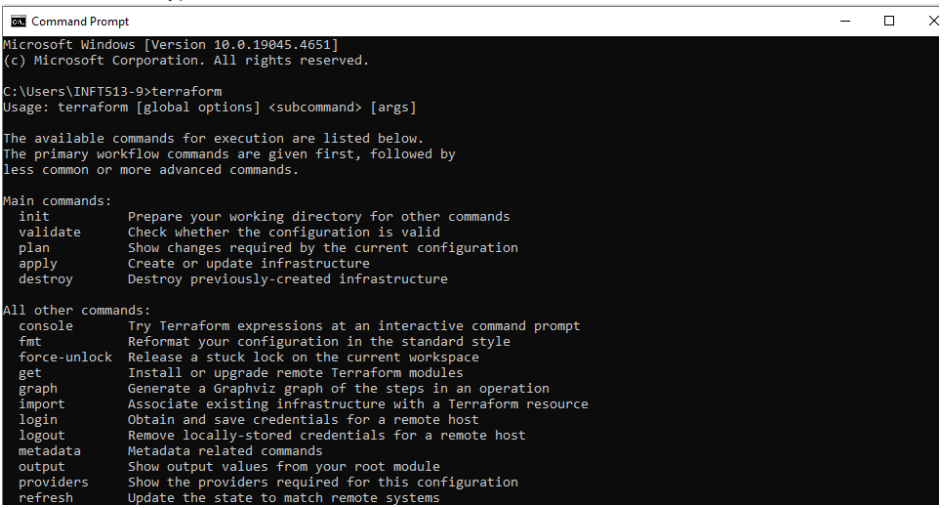 Command Prompt
Microsoft Windows [Version 10.0.19045.4651]
(c) Microsoft Corporation. All rights reserved.
C:\Users\INFT513-9>terraform
Usage: terraform [global options] <subcommand> [args]
The available commands for execution are listed below.
The primary workflow commands are given first, followed by
less common or more advanced commands.
Main commands:
init Prepare your working directory for other commands
validate Check whether the configuration is valid
plan Show changes required by the current configuration
apply Create or update infrastructure
destroy Destroy previously-created infrastructure
All other commands:
console Try Terraform expressions at an interactive command prompt
fmt Reformat your configuration in the standard style
force-unlock Release a stuck lock on the current workspace
get Install or upgrade remote Terraform modules
graph Generate a Graphviz graph of the steps in an operation
import Associate existing infrastructure with a Terraform resource
login Obtain and save credentials for a remote host
logout Remove locally-stored credentials for a remote host
metadata Metadata related commands
output Show output values from your root module
providers Show the providers required for this configuration
refresh Update the state to match remote systems